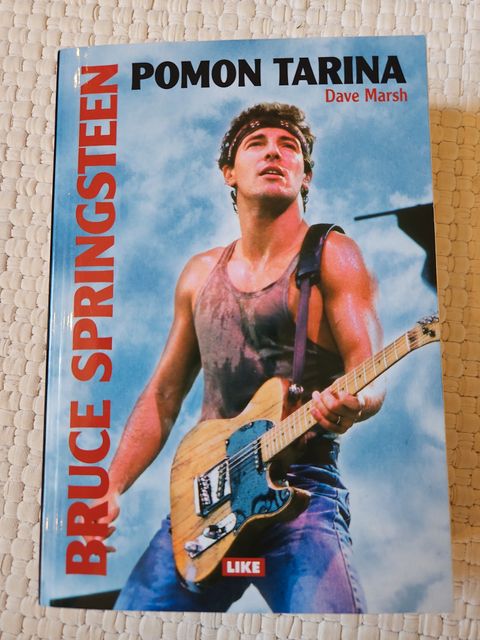 BRUCE SPRINGSTEEN
POMON TARINA
Dave Marsh
LIKE